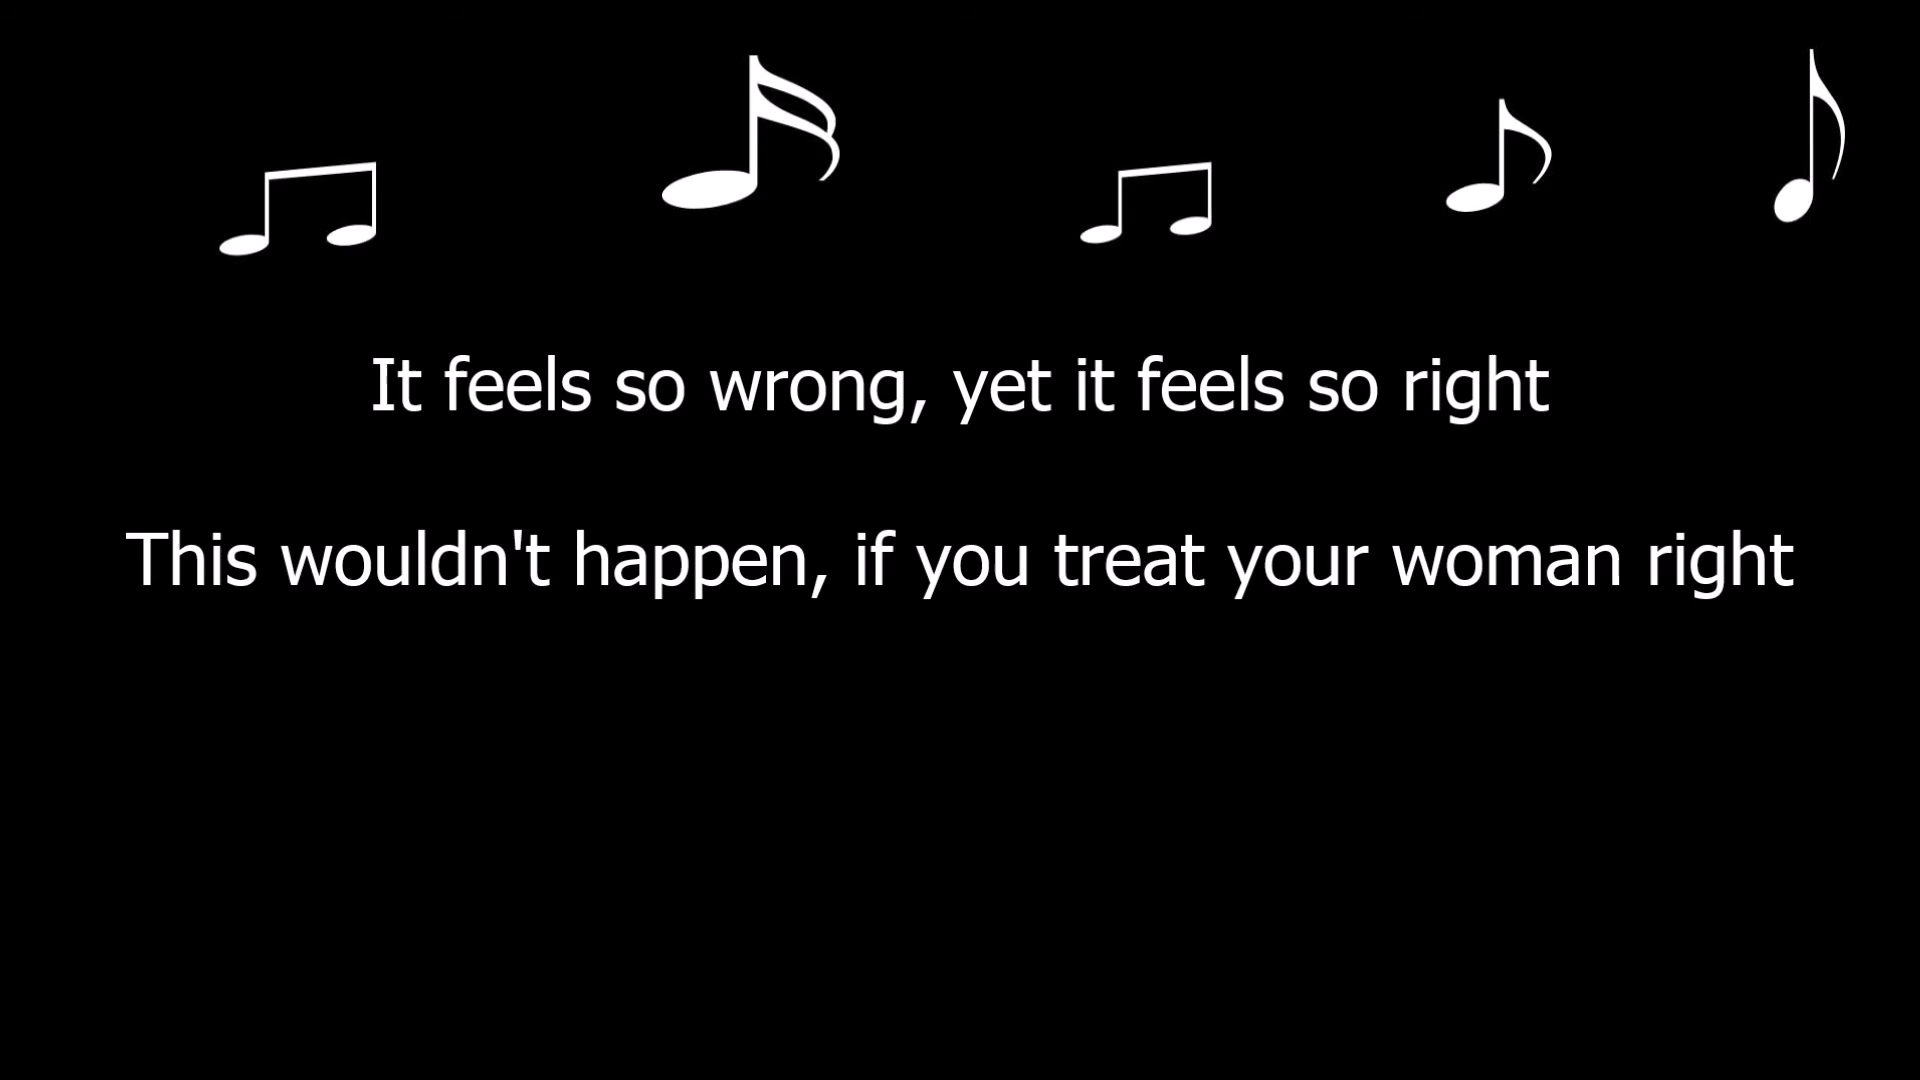 It feels so wrong, yet it feels so right
This wouldn't happen, if you treat your woman right